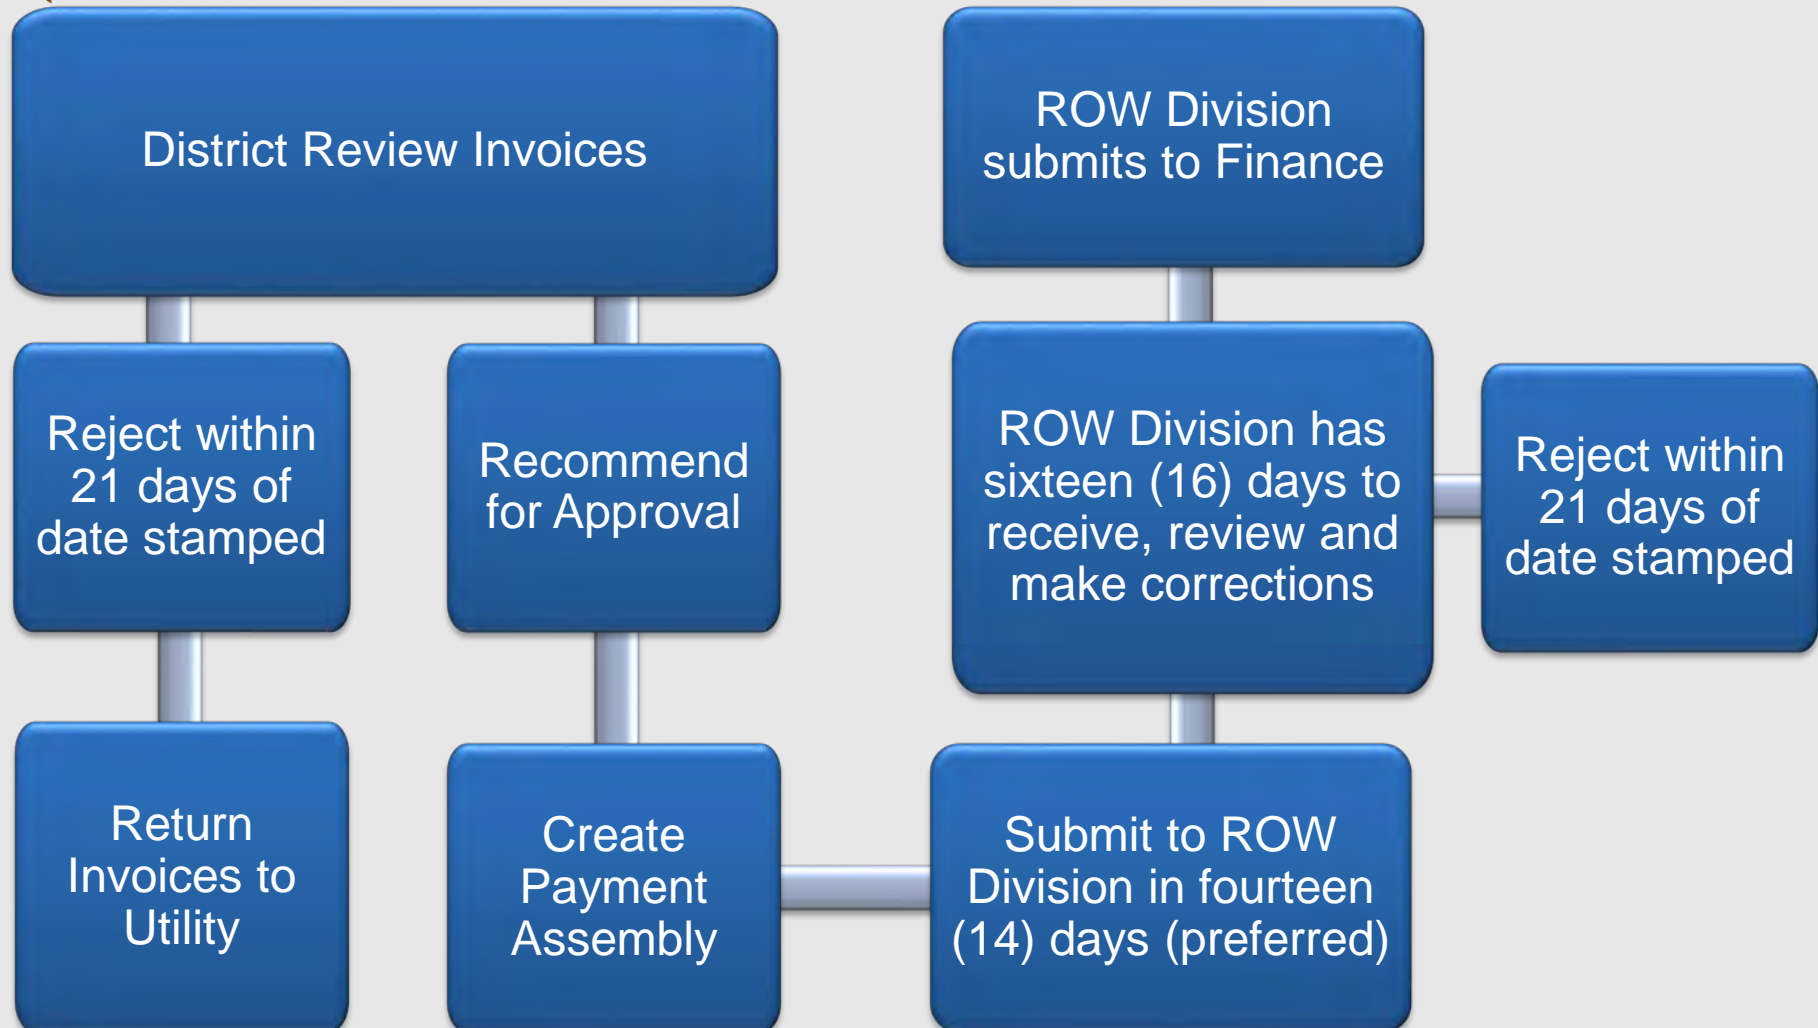 District Review Invoices
Reject within
21 days of
date stamped
Return
Invoices to
Utility
Recommend
for Approval
Create
Payment
Assembly
Submit to ROW
Division in fourteen
(14) days (preferred)
ROW Division has
sixteen (16) days to
receive, review and
make corrections
Reject within
21 days of
date stamped
ROW Division
submits to Finance